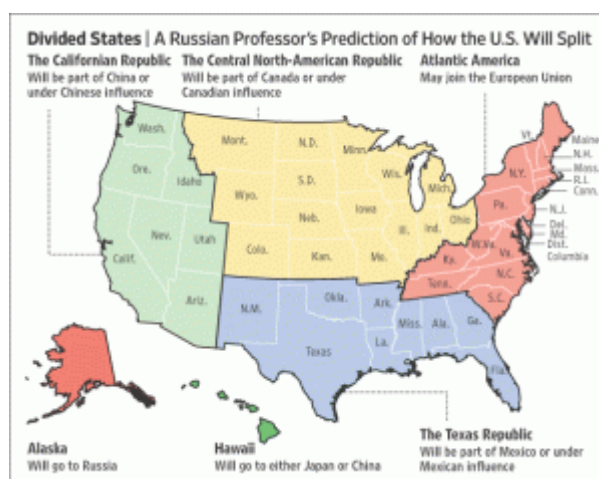 Divided States | A Russian Professor's Prediction of How the U.S. Will Split
The Californian Republic
Will be part of China or
under Chinese influence
The Central North-American Republic
Will be part of Canada or under
Canadian influence
Atlantic America
May join the European Union
Wash.
Ore.
Idaho
Nev.
Utah
Calif.
Ariz.
Mont.
N.D.
Minn.
Wis.
Mich.
Wyo.
S.D.
Neb.
Iowa
Ill.
Ind.
Ohio
Colo.
Kan.
Mo.
Vt.
Maine
N.H.
Mass.
R.I.
Conn.
N.Y.
Pa.
N.J.
Del.
Md.
Dist.
Columbia
W.Va.
Va.
Ky.
Tenn.
N.C.
S.C.
N.M.
Okla.
Ark.
Texas
La.
Miss.
Ala.
Ga.
Fla.
Alaska
Will go to Russia
Hawaii
Will go to either Japan or China
The Texas Republic
Will be part of Mexico or under
Mexican influence